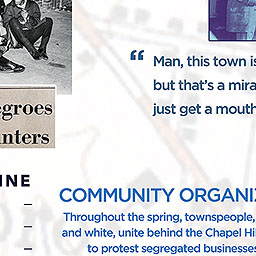 “ Man, this town is
but that’s a mira
just get a mouth
egroes
nters
INE
COMMUNITY ORGANIZ
Throughout the spring, townspeople,
and white, unite behind the Chapel Hil
to protest segregated businesses